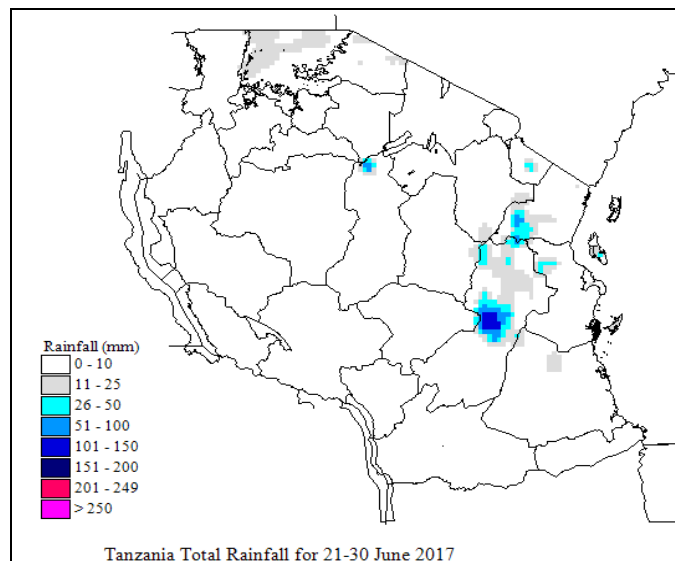 Rainfall (mm)
0 - 10
11 - 25
26 - 50
51 - 100
101 - 150
151 - 200
201 - 249
> 250
Tanzania Total Rainfall for 21-30 June 2017